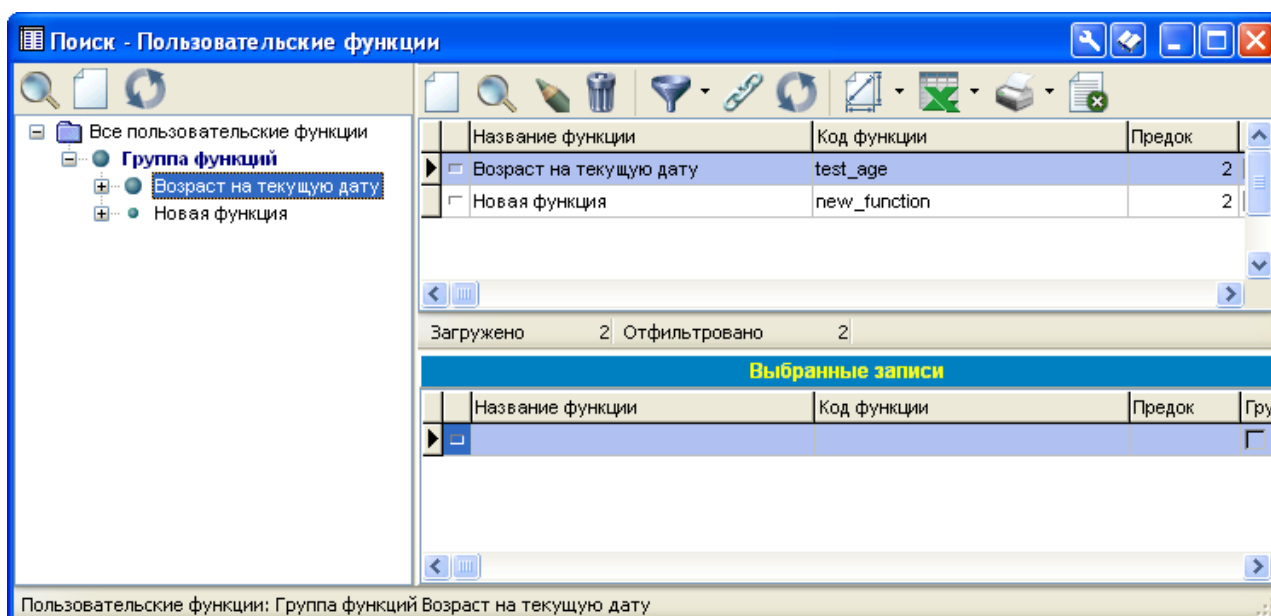 Поиск - Пользовательские функции
Все пользовательские функции
Группа функций
Возраст на текущую дату
Новая функция
Название функции Код функции Предок
Возраст на текущую дату test_age 2
Новая функция new_function 2
Загружено 2 Отфильтровано 2
Выбранные записи
Название функции Код функции Предок Гру
Пользовательские функции: Группа функций Возраст на текущую дату